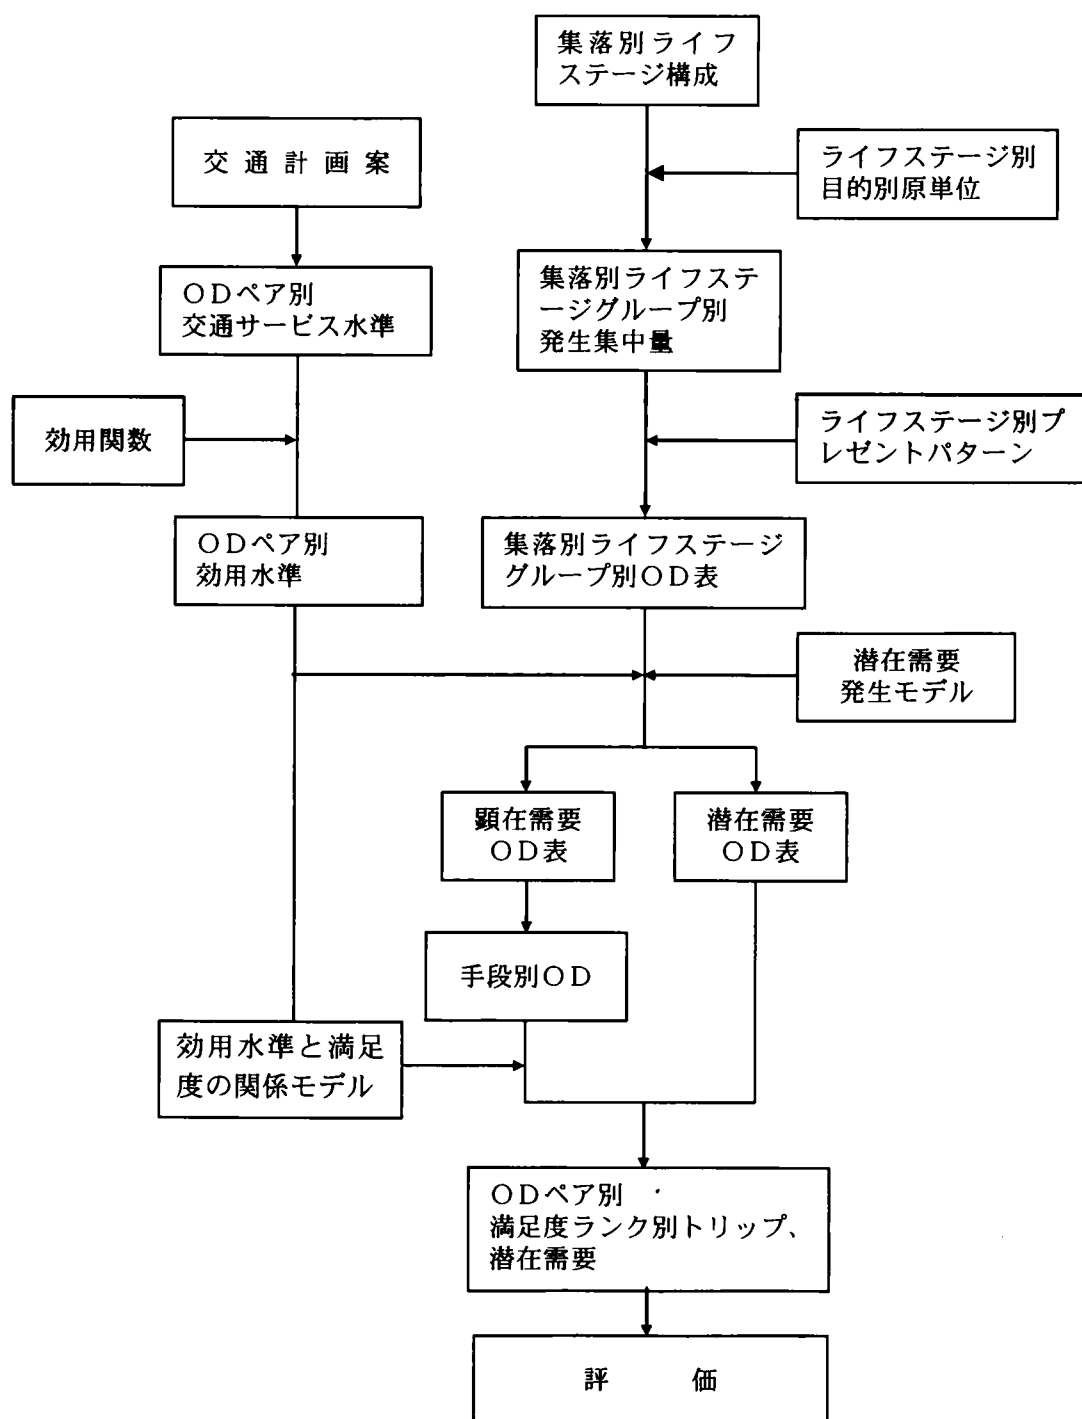 集落別ライフ
ステージ構成
交通計画案
ライフステージ別
目的別原単位
ODペア別
交通サービス水準
集落別ライフステ
ージグループ別
発生集中量
効用関数
ライフステージ別プ
レゼントパターン
ODペア別
効用水準
集落別ライフステージ
グループ別OD表
潜在需要
発生モデル
顕在需要
OD表
潜在需要
OD表
手段別OD
効用水準と満足
度の関係モデル
ODペア別
満足度ランク別トリップ、
潜在需要
評価